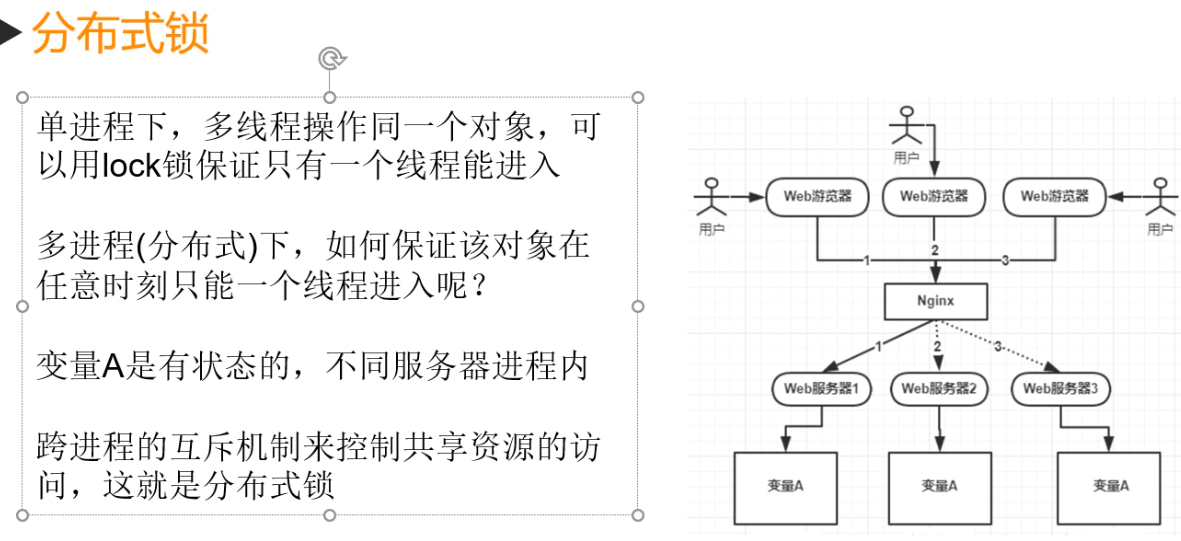 分布式锁
单进程下，多线程操作同一个对象，可
以用lock锁保证只有一个线程能进入
多进程(分布式)下，如何保证该对象在
任意时刻只能一个线程进入呢？
变量A是有状态的，不同服务器进程内
跨进程的互斥机制来控制共享资源的访
问，这就是分布式锁
用户
Web游览器
Web游览器
Web游览器
用户
用户
1
2
3
Nginx
1
2
3
Web服务器1
Web服务器2
Web服务器3
变量A
变量A
变量A